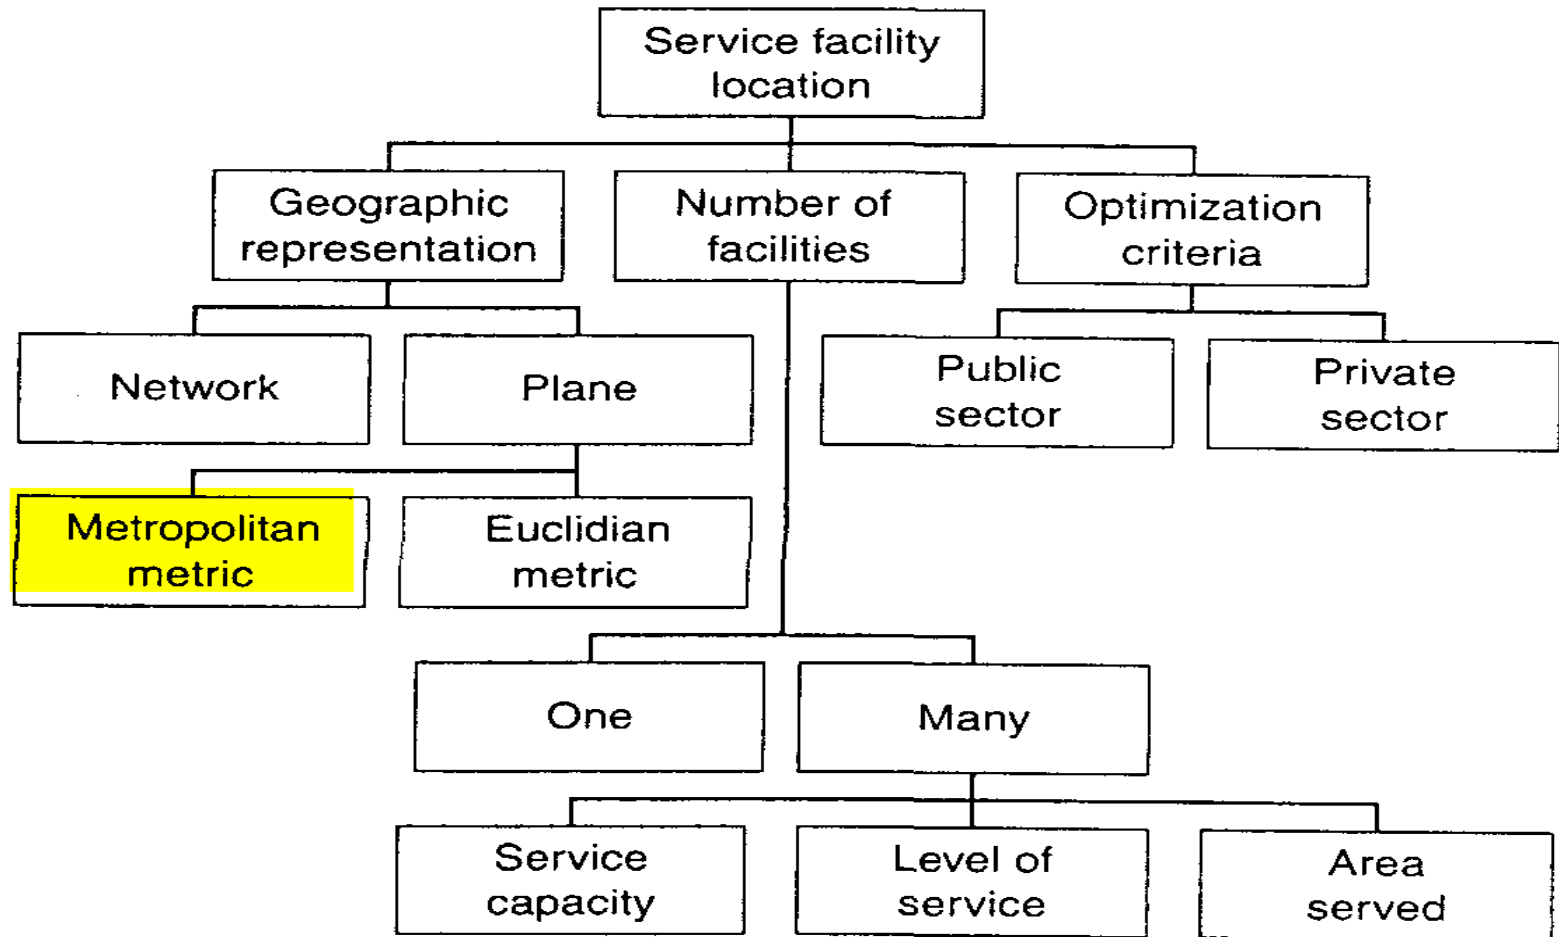 Service facility
location
Geographic
representation
Number of
facilities
Optimization
criteria
Network
Plane
Public
sector
Private
sector
Metropolitan
metric
Euclidian
metric
One
Many
Service
capacity
Level of
service
Area
served